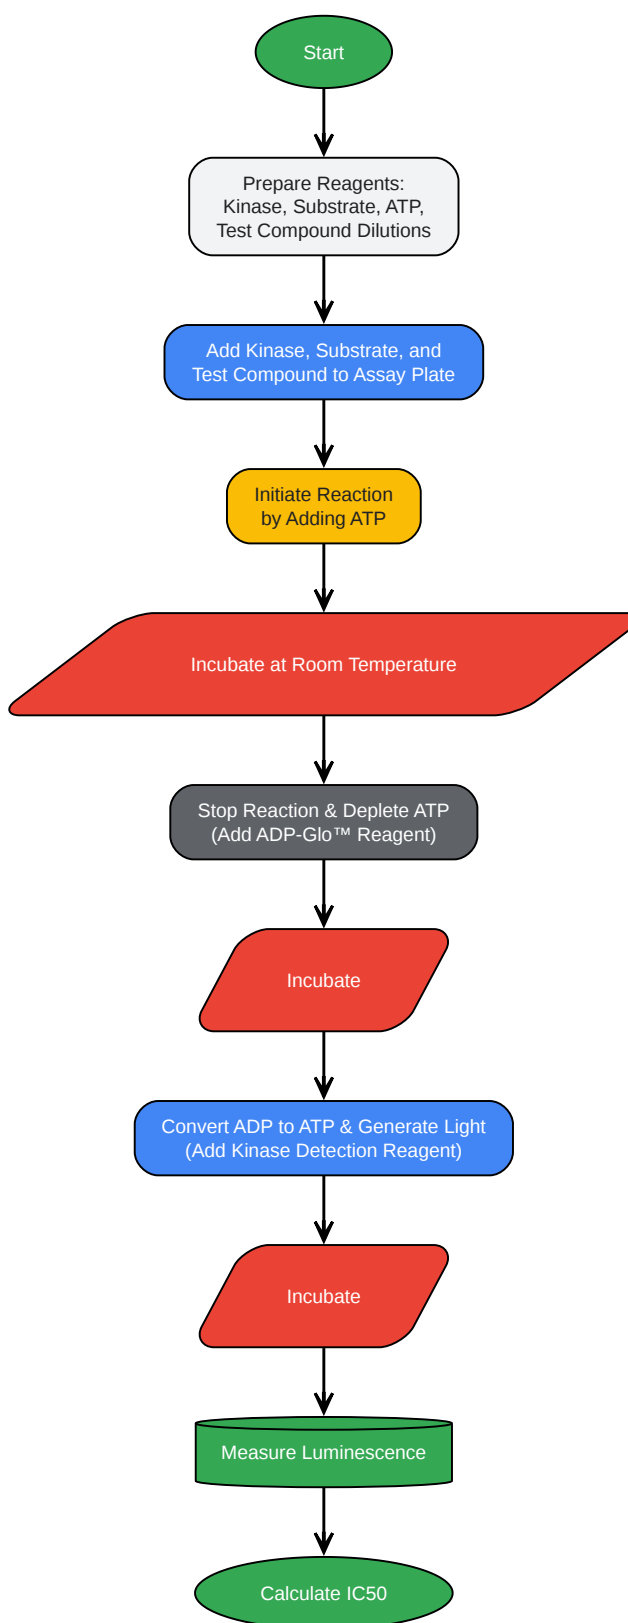 Start
Prepare Reagents:
Kinase, Substrate, ATP,
Test Compound Dilutions
Add Kinase, Substrate, and
Test Compound to Assay Plate
Initiate Reaction
by Adding ATP
Incubate at Room Temperature
Stop Reaction & Deplete ATP
(Add ADP-Glo™ Reagent)
Incubate
Convert ADP to ATP & Generate Light
(Add Kinase Detection Reagent)
Incubate
Measure Luminescence
Calculate IC50